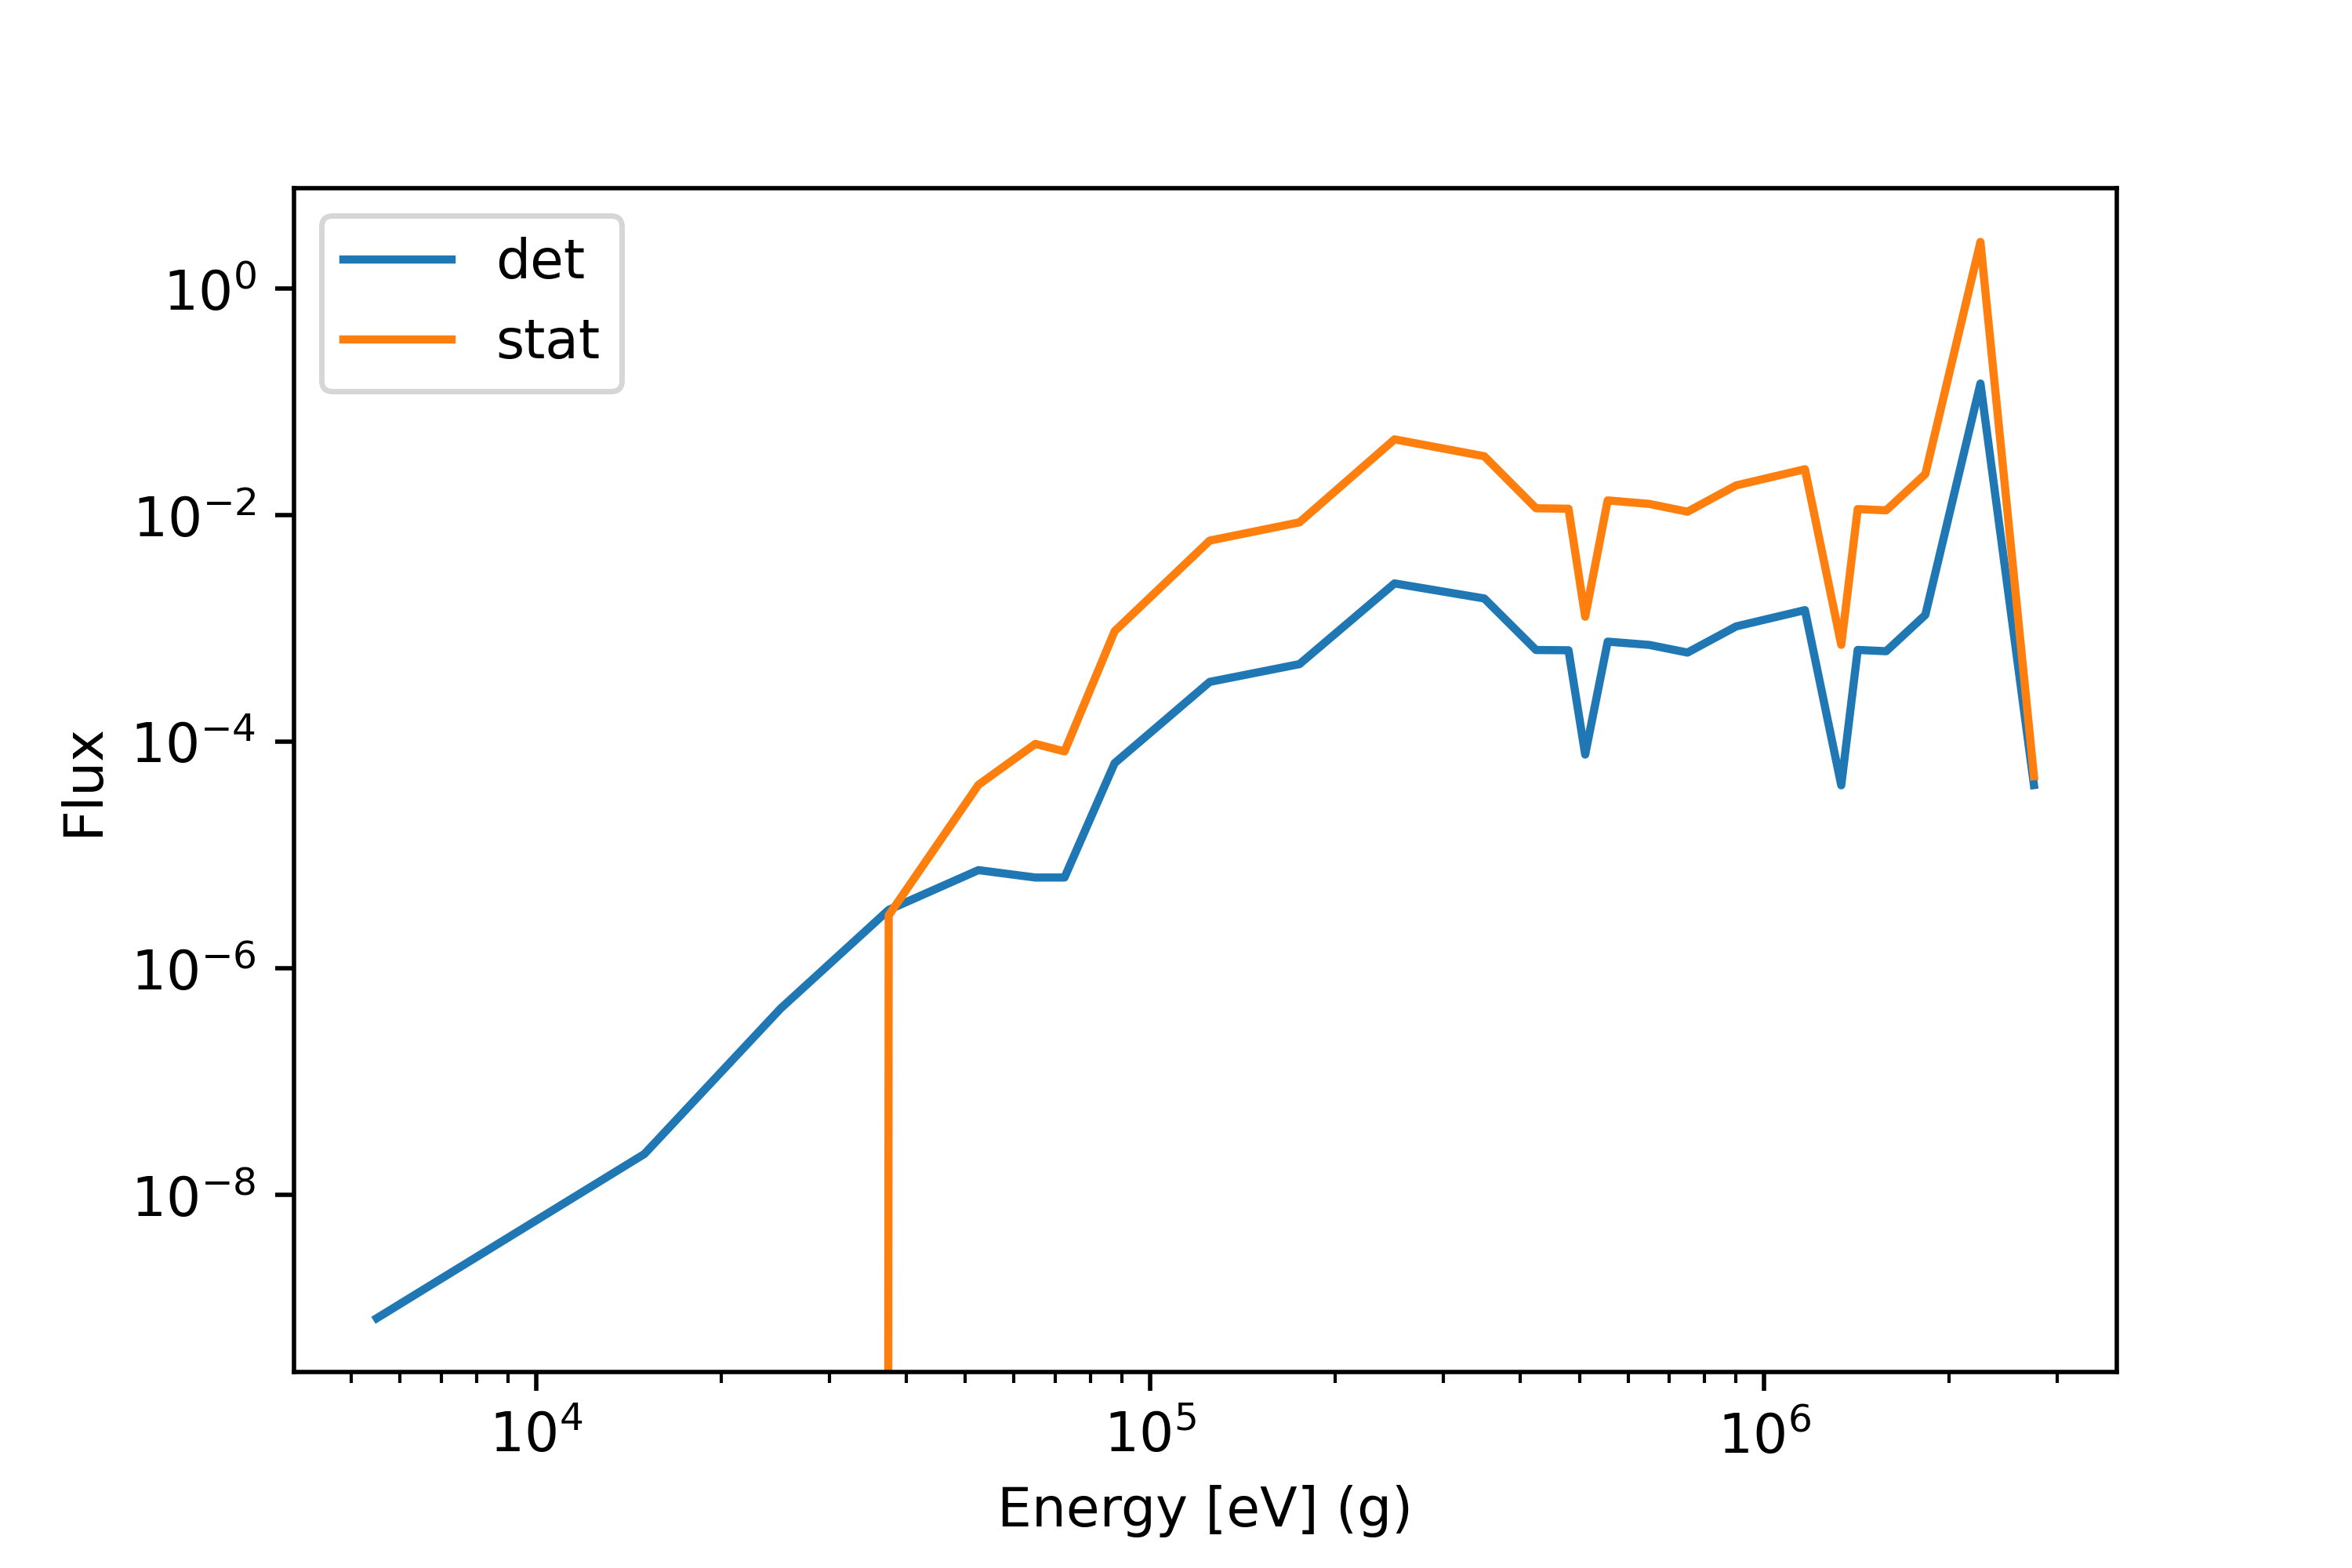 det
stat
10⁰
10⁻²
10⁻⁴
10⁻⁶
10⁻⁸
Flux
10⁴ 10⁵ 10⁶
Energy [eV] (g)